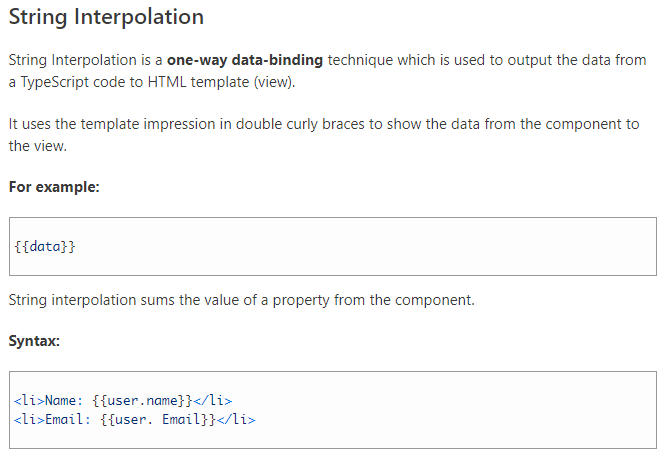 String Interpolation
String Interpolation is a one-way data-binding technique which is used to output the data from
a TypeScript code to HTML template (view).
It uses the template impression in double curly braces to show the data from the component to
the view.
For example:
{{data}}
String interpolation sums the value of a property from the component.
Syntax:
<li>Name: {{user.name}}</li>
<li>Email: {{user. Email}}</li>